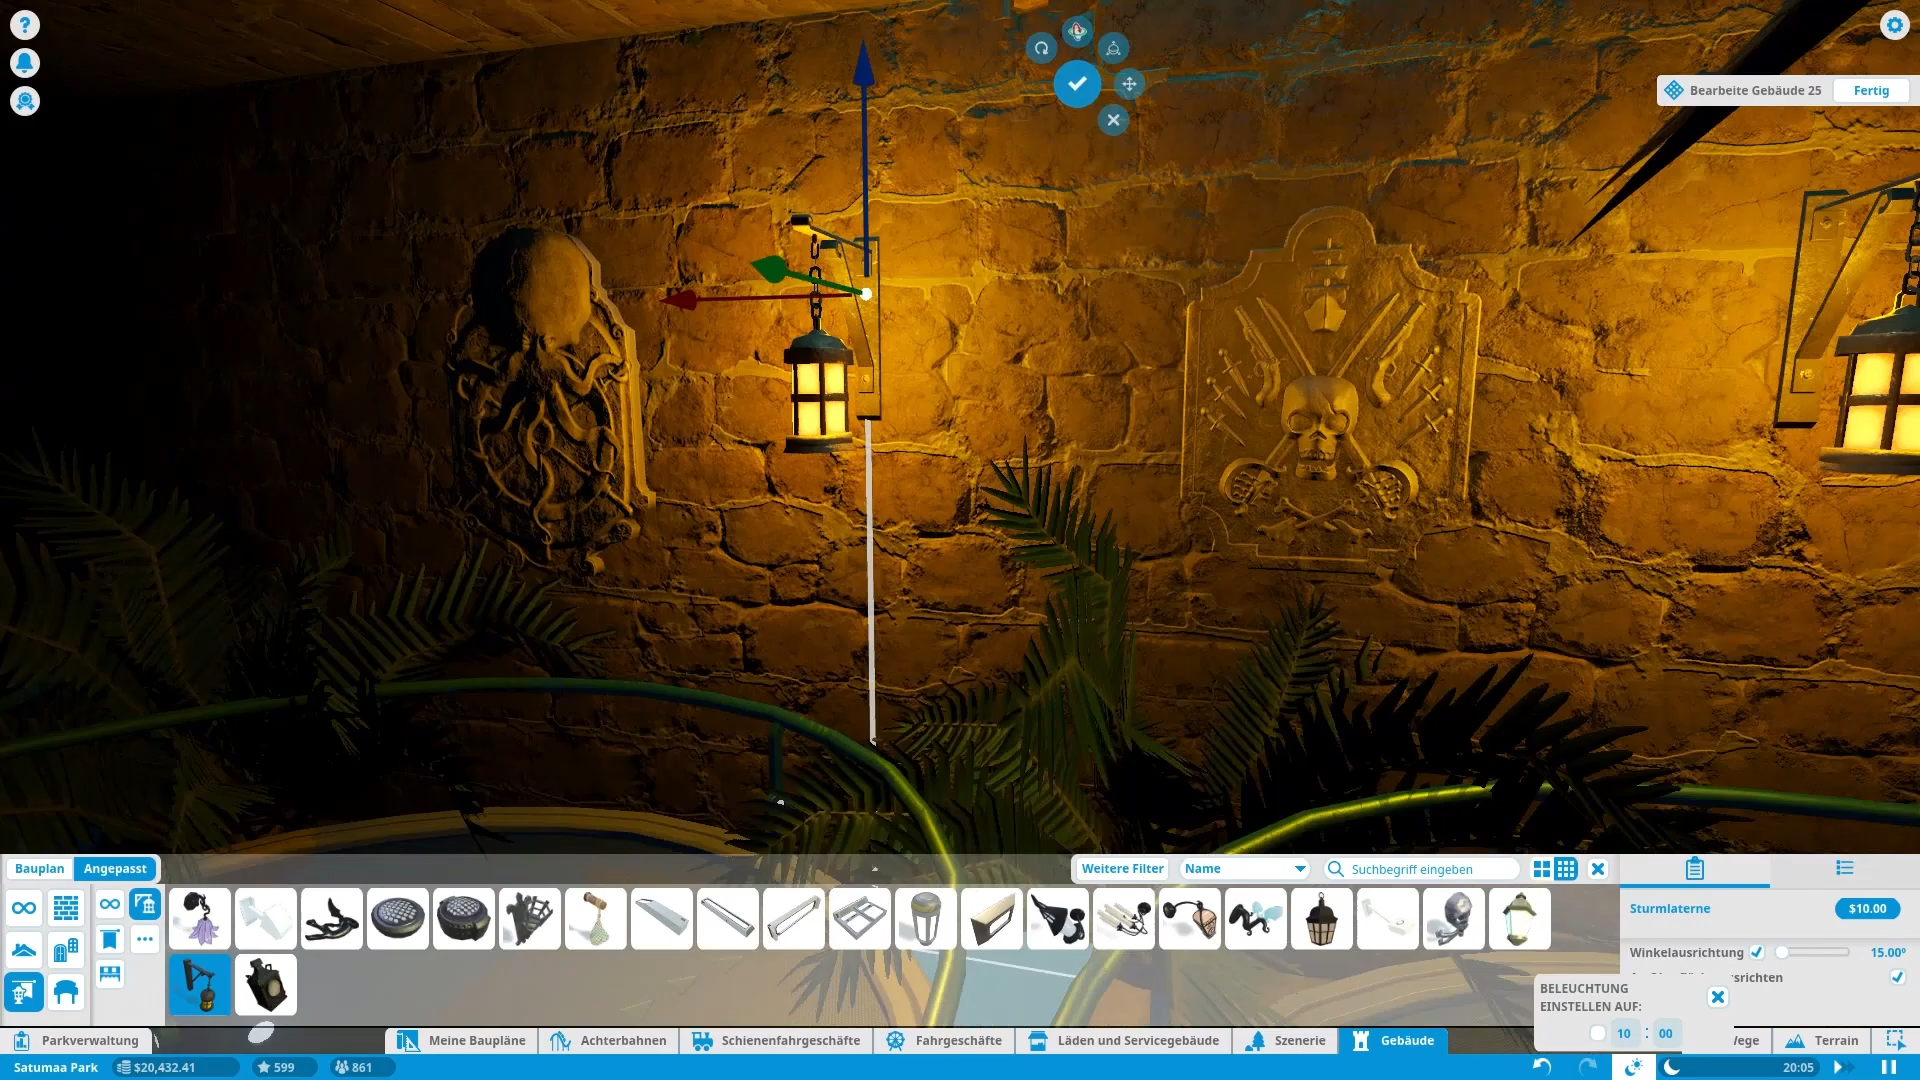 Bearbeite Gebäude 25
Fertig
Bauplan
Angepasst
Weitere Filter
Name
Suchbegriff eingeben
Sturmlaterne
$10.00
Winkelausrichtung
15.00°
srichten
BELEUCHTUNG
EINSTELLEN AUF:
10 : 00
Parkverwaltung
Meine Baupläne
Achterbahnen
Schienenfahrgeschäfte
Fahrgeschäfte
Läden und Servicegebäude
Szenerie
Gebäude
Wege
Terrain
Satumaa Park
$20,432.41
599
861
20:05